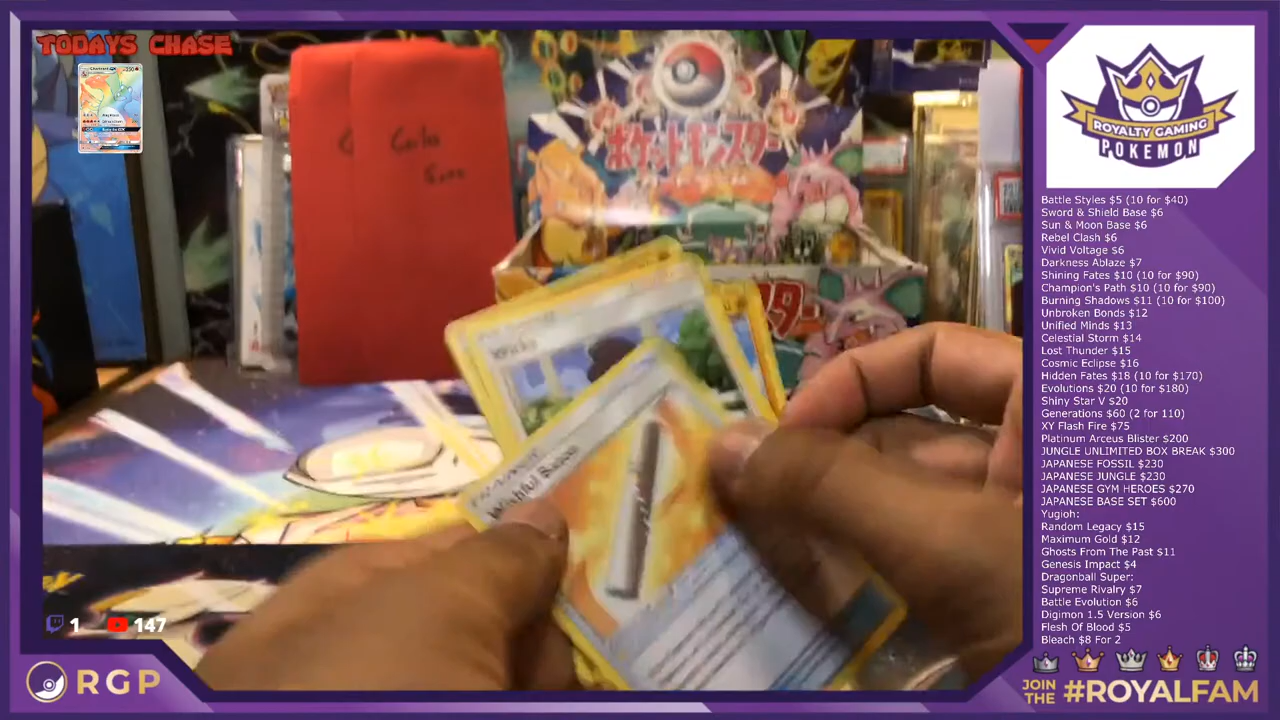 TODAYS CHASE
ポケットモンスター
Wishful Baton
1
147
RGP
ROYALTY GAMING
POKEMON
Battle Styles $5 (10 for $40)
Sword & Shield Base $6
Sun & Moon Base $6
Rebel Clash $6
Vivid Voltage $6
Darkness Ablaze $7
Shining Fates $10 (10 for $90)
Champion's Path $10 (10 for $90)
Burning Shadows $11 (10 for $100)
Unbroken Bonds $12
Unified Minds $13
Celestial Storm $14
Lost Thunder $15
Cosmic Eclipse $16
Hidden Fates $18 (10 for $170)
Evolutions $20 (10 for $180)
Shiny Star V $20
Generations $60 (2 for 110)
XY Flash Fire $75
Platinum Arceus Blister $200
JUNGLE UNLIMITED BOX BREAK $300
JAPANESE FOSSIL $230
JAPANESE JUNGLE $230
JAPANESE GYM HEROES $270
JAPANESE BASE SET $600
Yugioh:
Random Legacy $15
Maximum Gold $12
Ghosts From The Past $11
Genesis Impact $4
Dragonball Super:
Supreme Rivalry $7
Battle Evolution $6
Digimon 1.5 Version $6
Flesh Of Blood $5
Bleach $8 For 2
JOIN THE #ROYALFAM